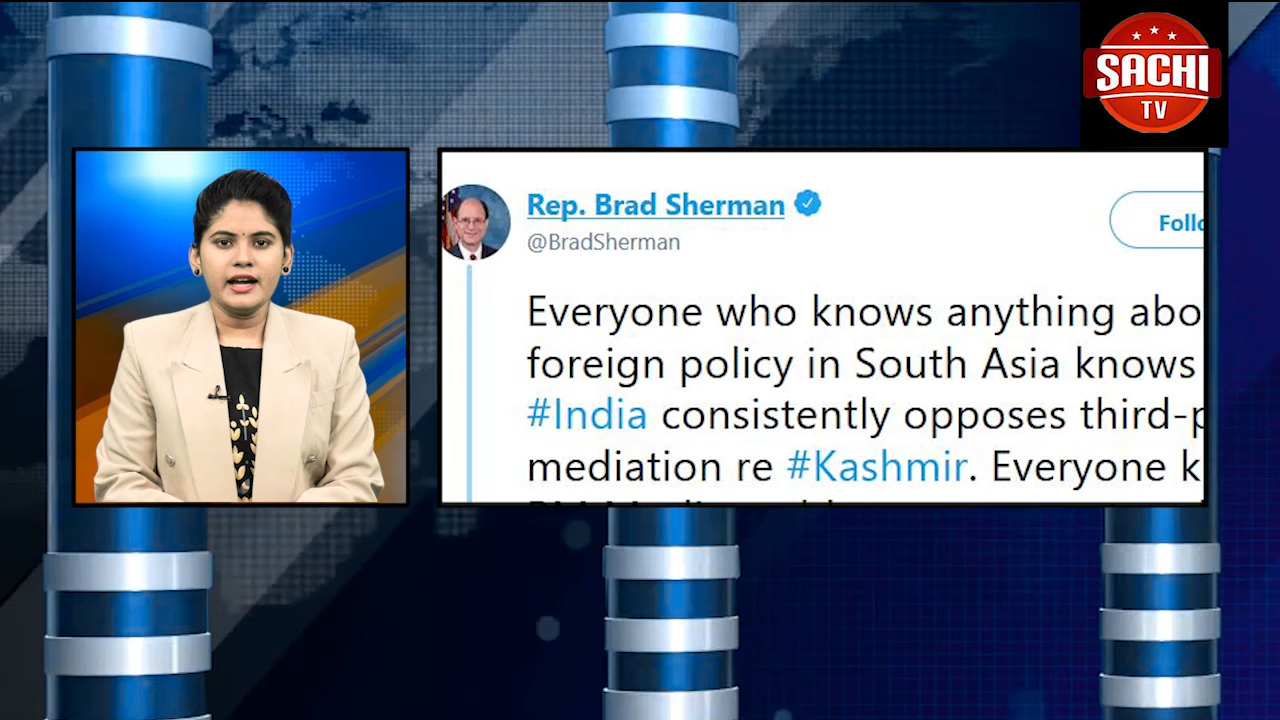 SACHI
TV
Rep. Brad Sherman
@BradSherman
Follo
Everyone who knows anything abo
foreign policy in South Asia knows
#India consistently opposes third-p
mediation re #Kashmir. Everyone k